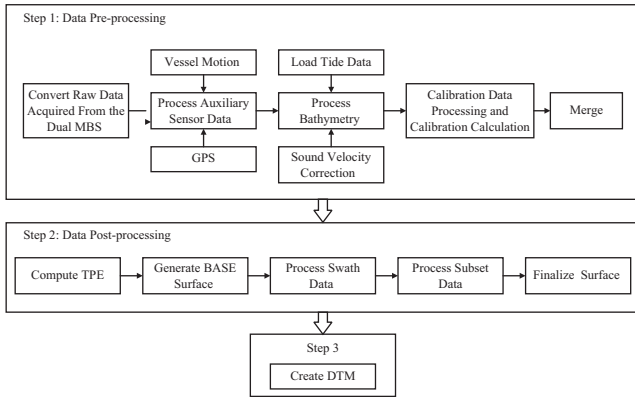 Step 1: Data Pre-processing
Vessel Motion
Load Tide Data
Convert Raw Data
Acquired From the
Dual MBS
Process Auxiliary
Sensor Data
Process
Bathymetry
Calibration Data
Processing and
Calibration Calculation
Merge
GPS
Sound Velocity
Correction
Step 2: Data Post-processing
Compute TPE
Generate BASE
Surface
Process Swath
Data
Process Subset
Data
Finalize Surface
Step 3
Create DTM